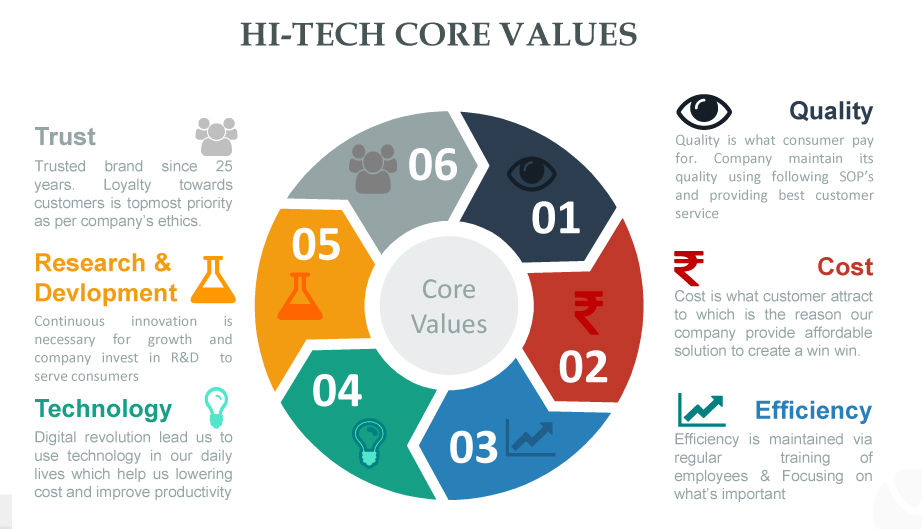 HI-TECH CORE VALUES
Trust
Trusted brand since 25
years. Loyalty towards
customers is topmost priority
as per company's ethics.
Research &
Devlopment
Continuous innovation is
necessary for growth and
company invest in R&D to
serve consumers
Technology
Digital revolution lead us to
use technology in our daily
lives which help us lowering
cost and improve productivity
06
01
05
02
04
03
Core
Values
Quality
Quality is what consumer pay
for. Company maintain its
quality using following SOP's
and providing best customer
service
₹
Cost
Cost is what customer attract
to which is the reason our
company provide affordable
solution to create a win win.
₹
Efficiency
Efficiency is maintained via
regular training of
employees & Focusing on
what's important